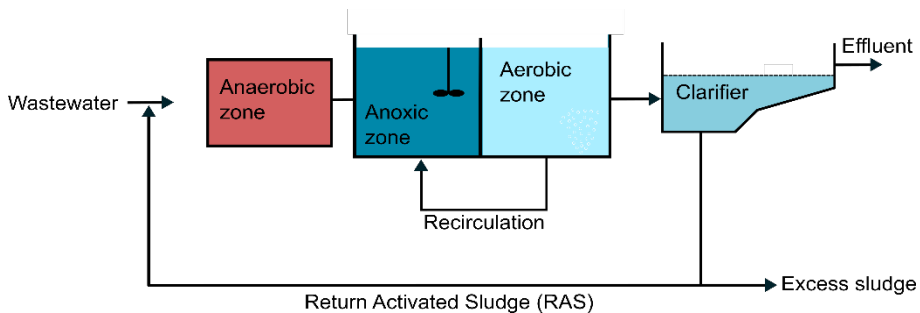 Wastewater
Anaerobic
zone
Anoxic
zone
Aerobic
zone
Clarifier
Effluent
Recirculation
Excess sludge
Return Activated Sludge (RAS)